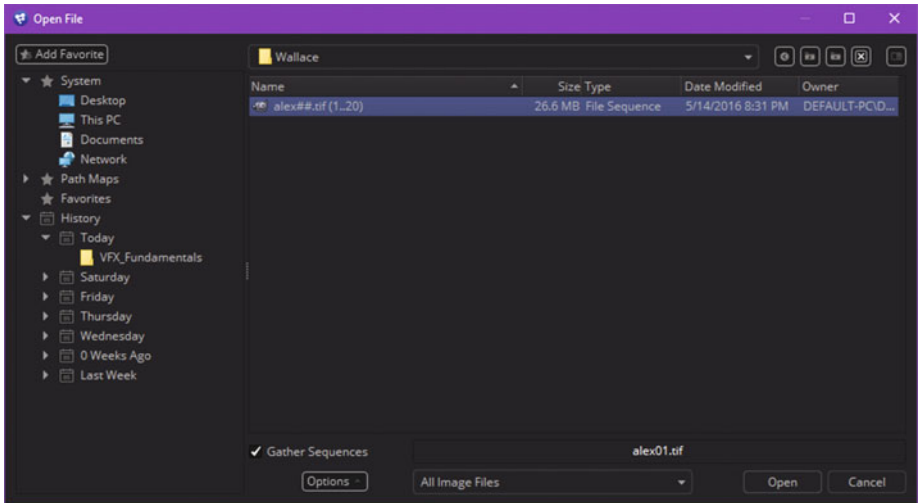 Open File
Add Favorite
Wallace
System
Desktop
This PC
Documents
Network
Path Maps
Favorites
History
Today
VFX_Fundamentals
Saturday
Friday
Thursday
Wednesday
0 Weeks Ago
Last Week
Name Size Type Date Modified Owner
alex##.tif (1..20) 26.6 MB File Sequence 5/14/2016 8:31 PM DEFAULT-PC\D...
Gather Sequences alex01.tif
Options All Image Files Open Cancel